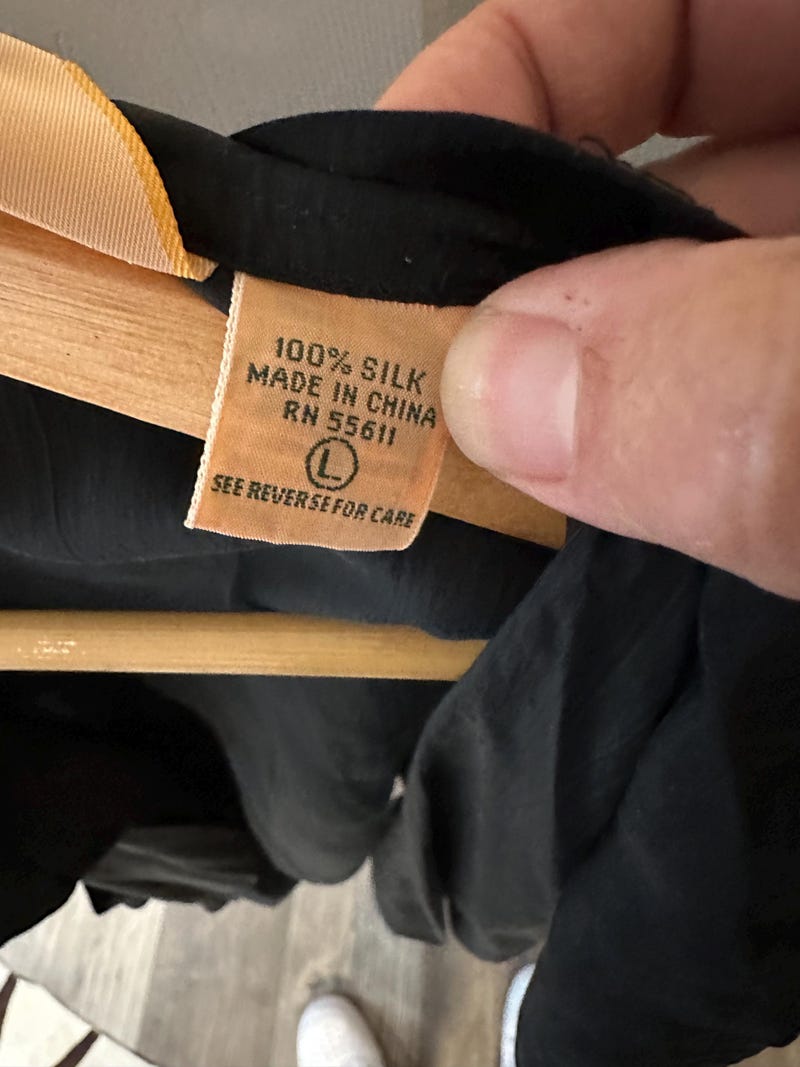 100% SILK
MADE IN CHINA
RN 55611
L
SEE REVERSE FOR CARE